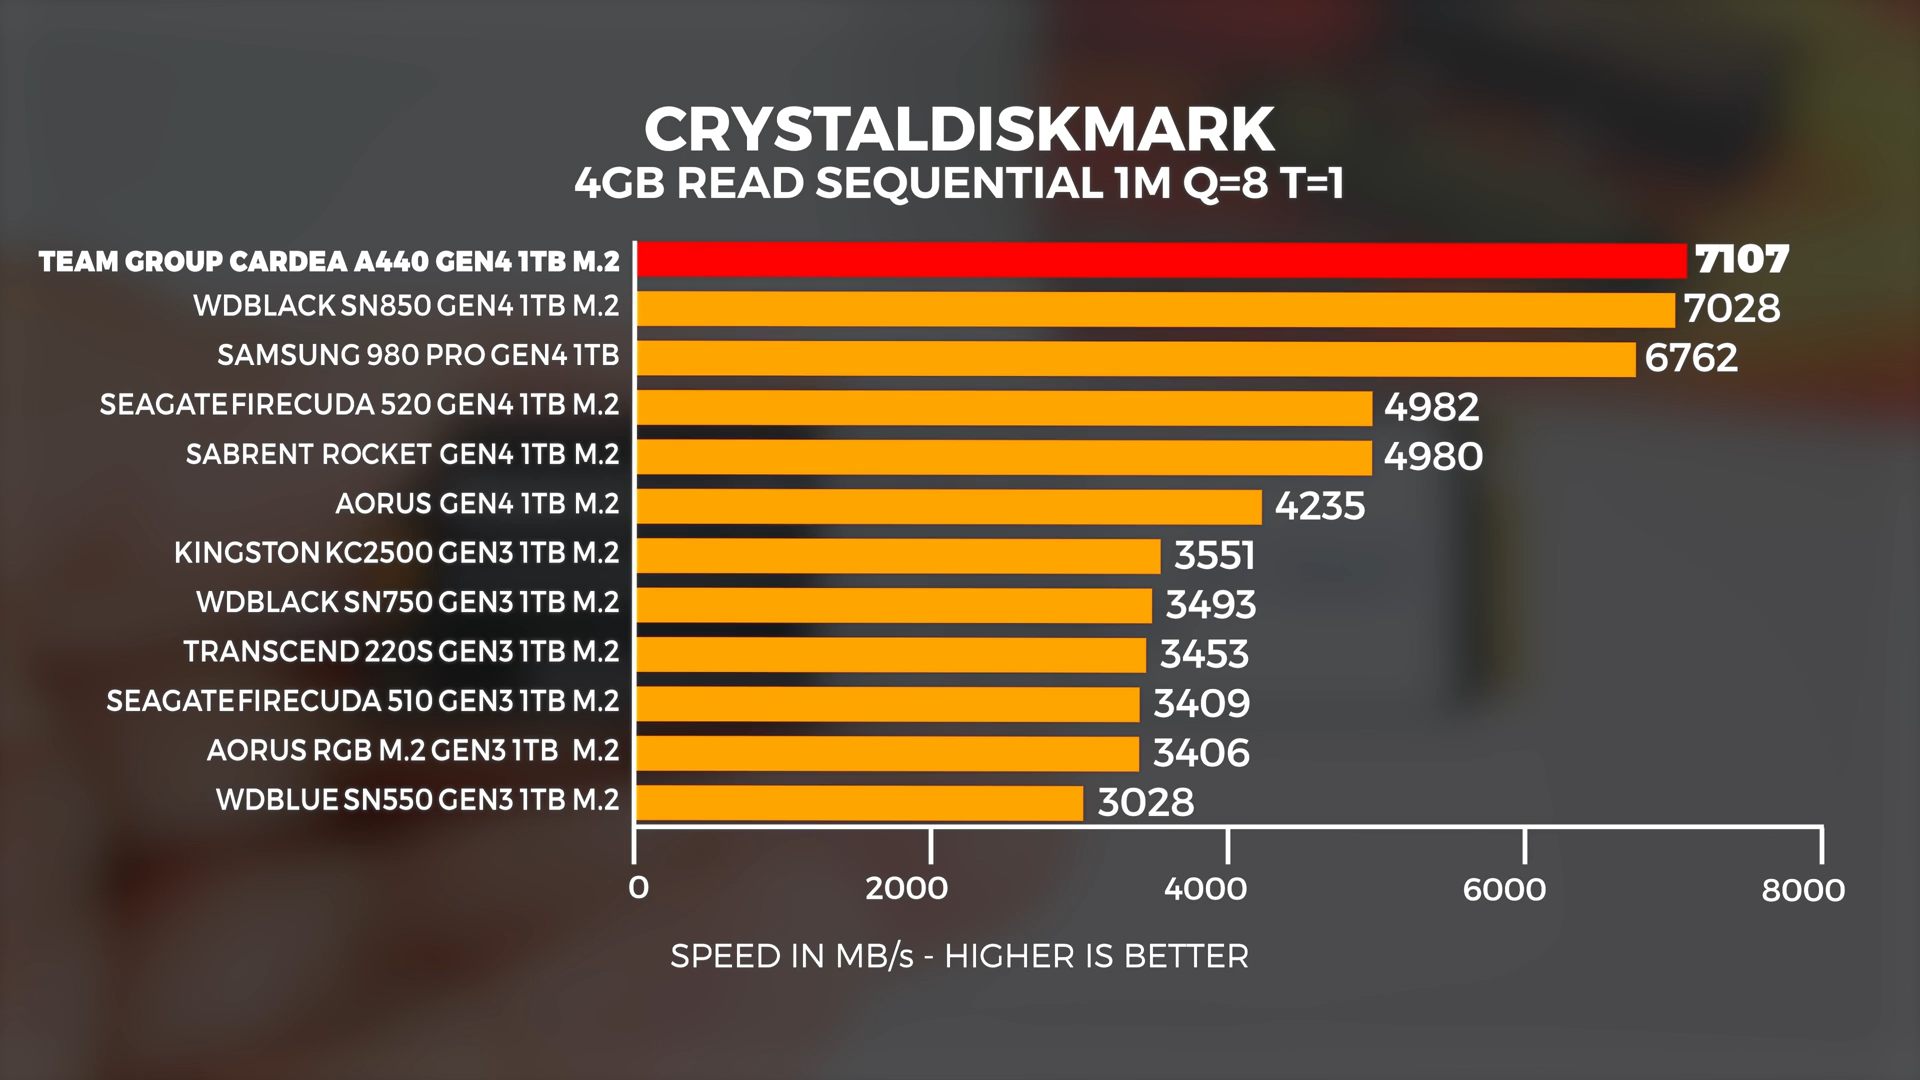 CRYSTALDISKMARK
4GB READ SEQUENTIAL 1M Q=8 T=1
TEAM GROUP CARDEA A440 GEN4 1TB M.2 7107
WDBLACK SN850 GEN4 1TB M.2 7028
SAMSUNG 980 PRO GEN4 1TB 6762
SEAGATE FIRECUDA 520 GEN4 1TB M.2 4982
SABRENT ROCKET GEN4 1TB M.2 4980
AORUS GEN4 1TB M.2 4235
KINGSTON KC2500 GEN3 1TB M.2 3551
WDBLACK SN750 GEN3 1TB M.2 3493
TRANSCEND 220S GEN3 1TB M.2 3453
SEAGATE FIRECUDA 510 GEN3 1TB M.2 3409
AORUS RGB M.2 GEN3 1TB M.2 3406
WDBLUE SN550 GEN3 1TB M.2 3028
0 2000 4000 6000 8000
SPEED IN MB/s - HIGHER IS BETTER